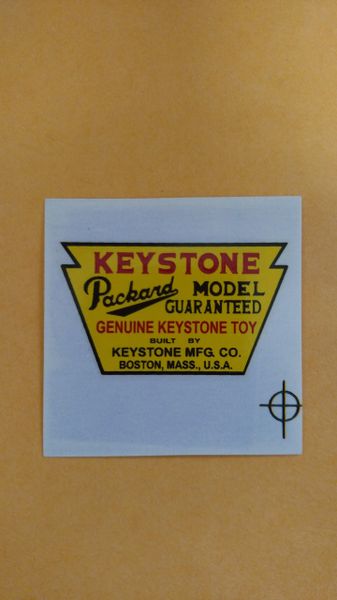 KEYSTONE
Packard MODEL
GUARANTEED
GENUINE KEYSTONE TOY
BUILT BY
KEYSTONE MFG. CO.
BOSTON, MASS., U.S.A.